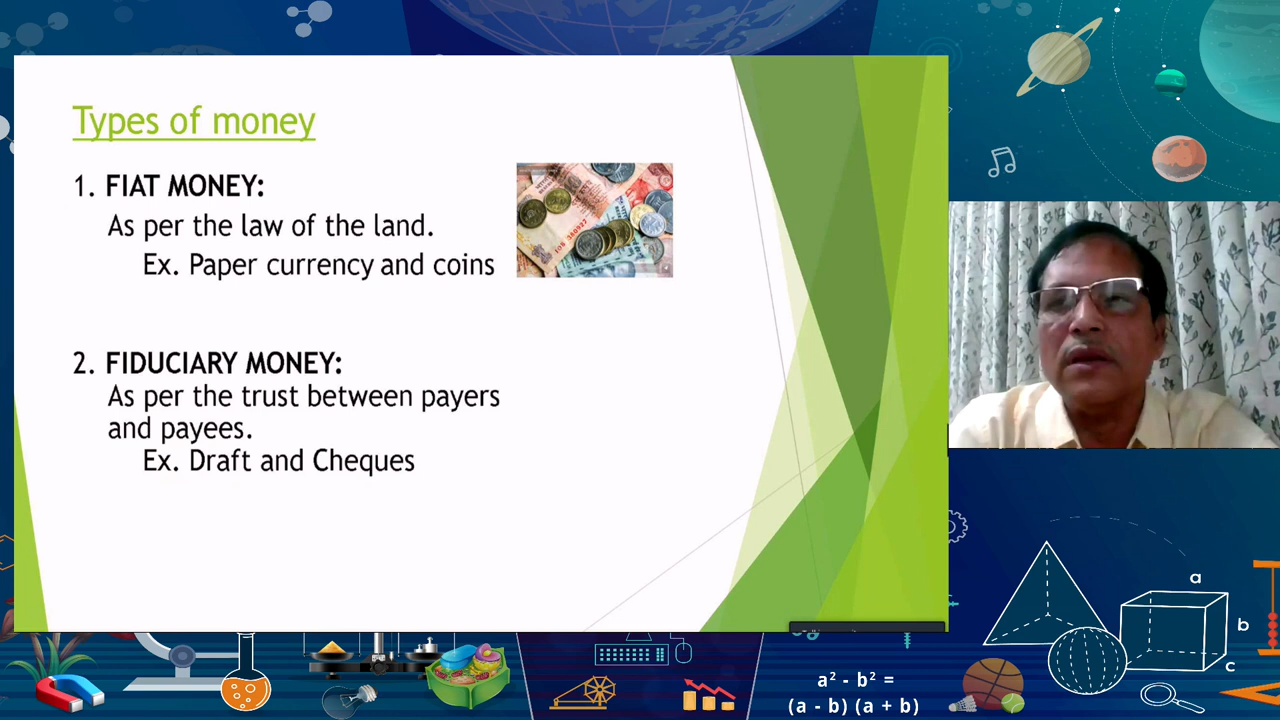 Types of money
1. FIAT MONEY:
As per the law of the land.
Ex. Paper currency and coins
2. FIDUCIARY MONEY:
As per the trust between payers
and payees.
Ex. Draft and Cheques
a
b
c
a² - b² =
(a - b) (a + b)